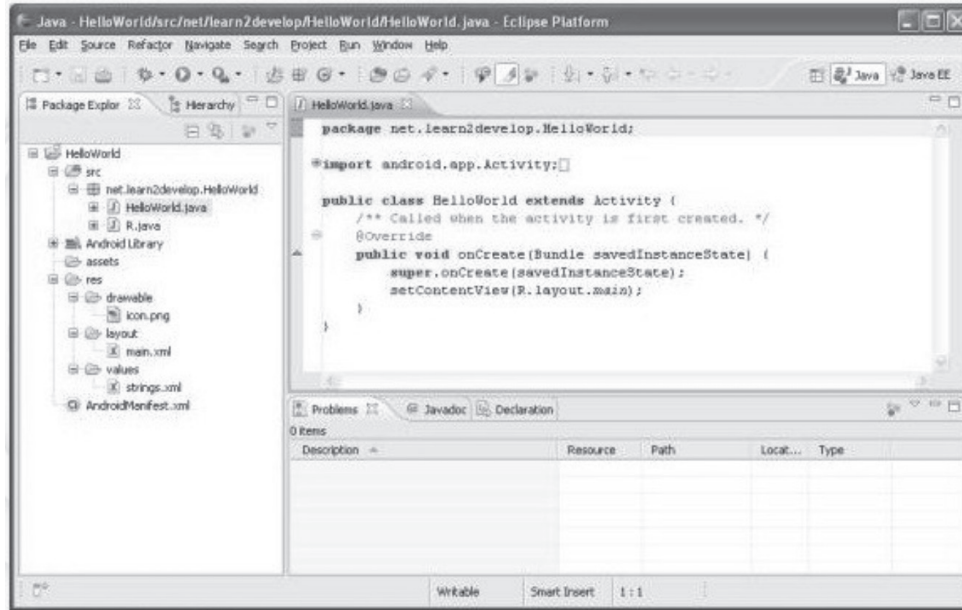 Java - HelloWorld/src/net/learn2develop/HelloWorld/HelloWorld.java - Eclipse Platform
File Edit Source Refactor Navigate Search Project Run Window Help
Java Java EE
Package Explor Hierarchy
HelloWorld
src
net.learn2develop.HelloWorld
HelloWorld.java
R.java
Android Library
assets
res
drawable
icon.png
layout
main.xml
values
strings.xml
AndroidManifest.xml
HelloWorld.java
package net.learn2develop.HelloWorld;
import android.app.Activity;
public class HelloWorld extends Activity {
/** Called when the activity is first created. */
@Override
public void onCreate(Bundle savedInstanceState) {
super.onCreate(savedInstanceState);
setContentView(R.layout.main);
}
}
Problems Javadoc Declaration
0 items
Description Resource Path Locat... Type
Writable Smart Insert 1 : 1